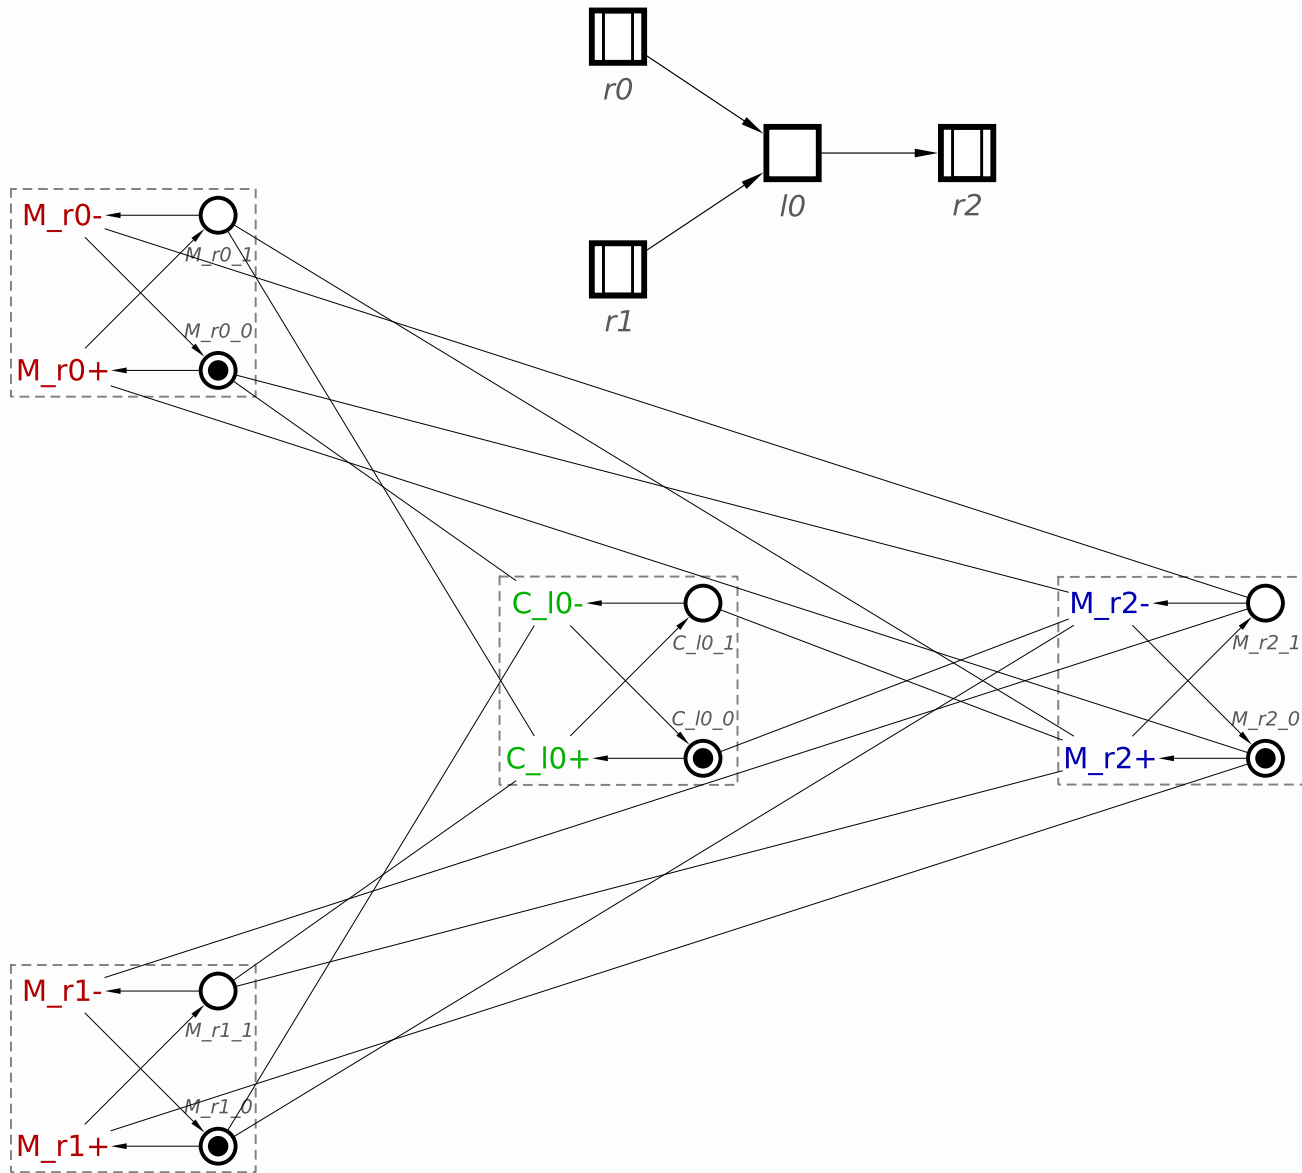 r0
l0
r2
r1
M_r0-
M_r0_1
M_r0_0
M_r0+
C_l0-
C_l0_1
C_l0_0
C_l0+
M_r2-
M_r2_1
M_r2_0
M_r2+
M_r1-
M_r1_1
M_r1_0
M_r1+